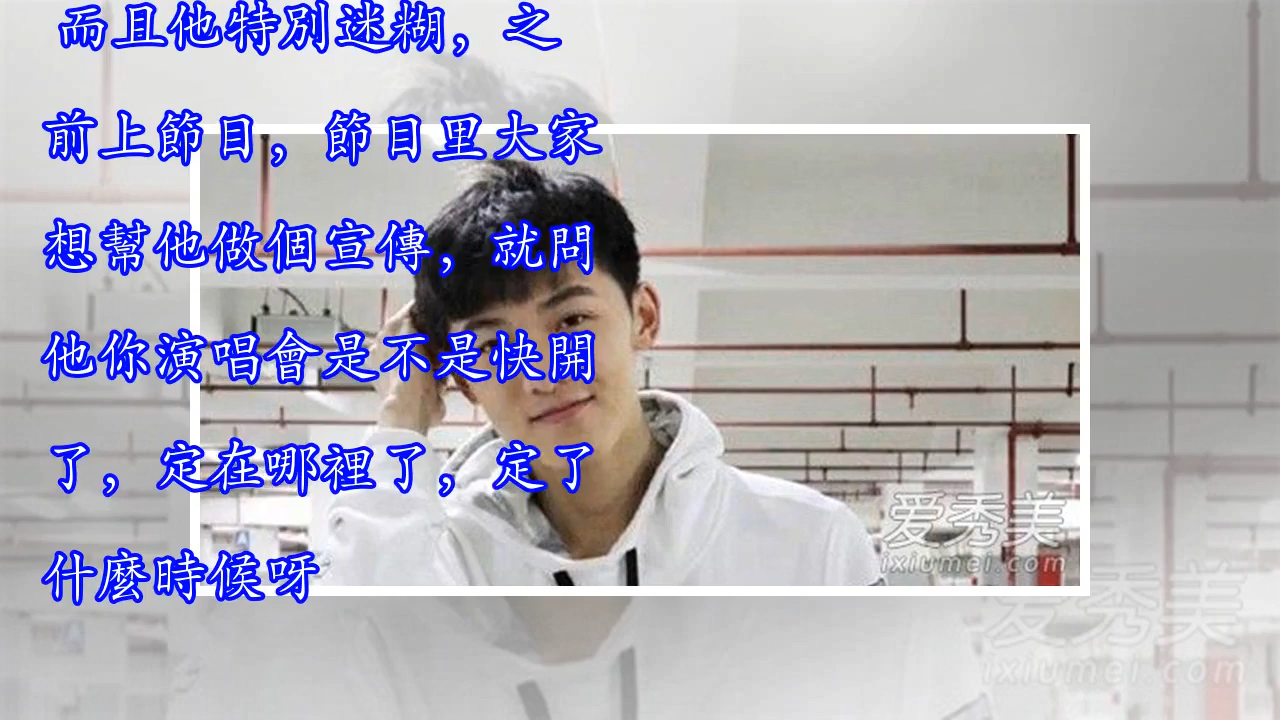 而且他特別迷糊，之
前上節目，節目里大家
想幫他做個宣傳，就問
他你演唱會是不是快開
了，定在哪裡了，定了
什麼時候呀
爱秀美
ixiumei.com
爱秀美
ixiumei.com